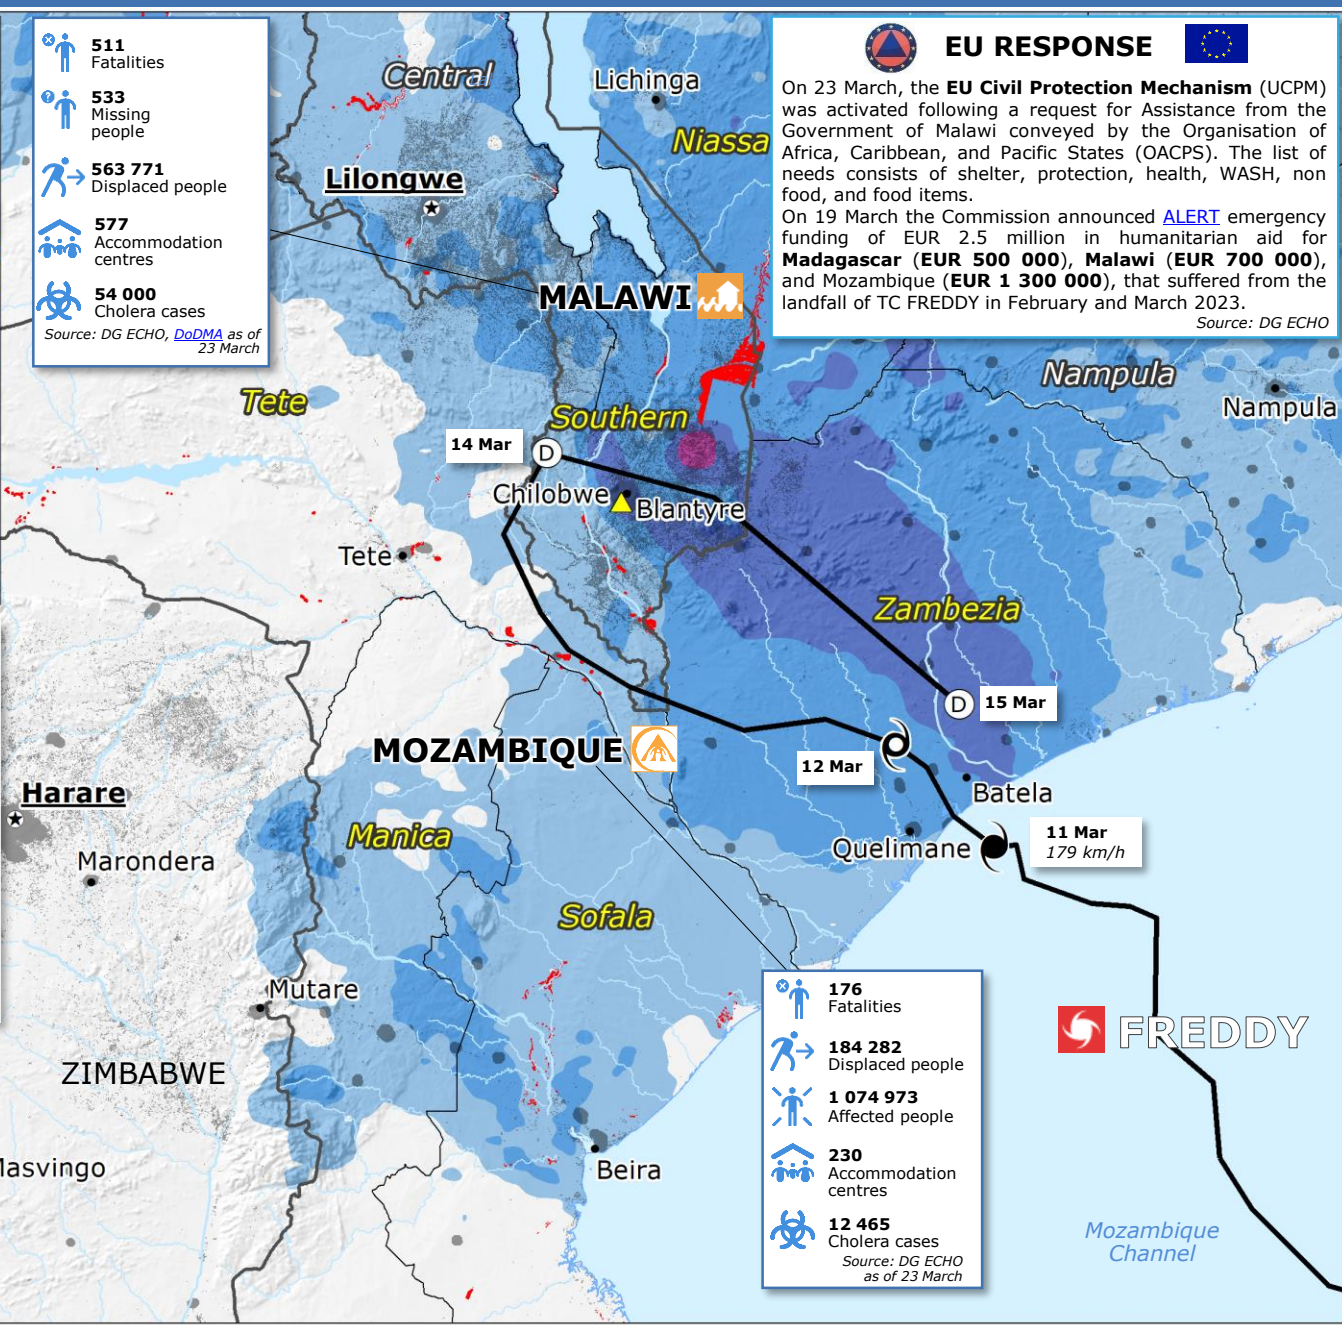 511
Fatalities
533
Missing
people
563 771
Displaced people
577
Accommodation
centres
54 000
Cholera cases
Source: DG ECHO, DoDMA as of
23 March
EU RESPONSE
On 23 March, the EU Civil Protection Mechanism (UCPM)
was activated following a request for Assistance from the
Government of Malawi conveyed by the Organisation of
Africa, Caribbean, and Pacific States (OACPS). The list of
needs consists of shelter, protection, health, WASH, non
food, and food items.
On 19 March the Commission announced ALERT emergency
funding of EUR 2.5 million in humanitarian aid for
Madagascar (EUR 500 000), Malawi (EUR 700 000),
and Mozambique (EUR 1 300 000), that suffered from the
landfall of TC FREDDY in February and March 2023.
Source: DG ECHO
Central
Lichinga
Niassa
Lilongwe
MALAWI
Nampula
Nampula
Tete
Southern
14 Mar
D
Chilobwe
Blantyre
Tete
Zambezia
D
15 Mar
MOZAMBIQUE
12 Mar
Harare
Batela
Manica
11 Mar
179 km/h
Quelimane
Marondera
Sofala
Mutare
FREDDY
ZIMBABWE
Masvingo
Beira
176
Fatalities
184 282
Displaced people
1 074 973
Affected people
230
Accommodation
centres
12 465
Cholera cases
Source: DG ECHO
as of 23 March
Mozambique
Channel